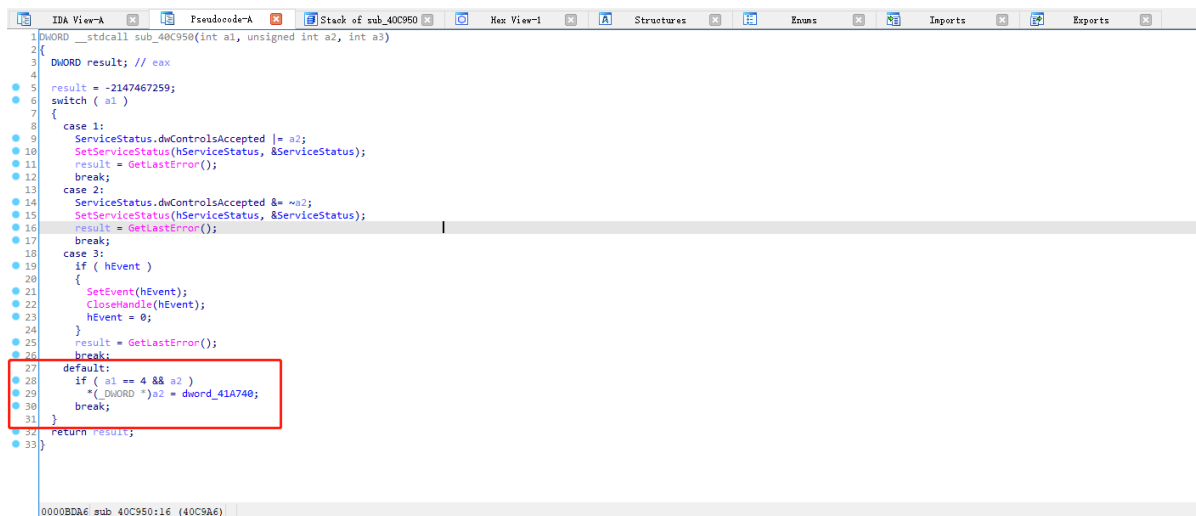 IDA View-A Pseudocode-A Stack of sub_40C950 Hex View-1 Structures Enums Imports Exports
1 DWORD __stdcall sub_40C950(int a1, unsigned int a2, int a3)
2 {
3 DWORD result; // eax
4
5 result = -2147467259;
6 switch ( a1 )
7 {
8 case 1:
9 ServiceStatus.dwControlsAccepted |= a2;
10 SetServiceStatus(hServiceStatus, &ServiceStatus);
11 result = GetLastError();
12 break;
13 case 2:
14 ServiceStatus.dwControlsAccepted &= ~a2;
15 SetServiceStatus(hServiceStatus, &ServiceStatus);
16 result = GetLastError();
17 break;
18 case 3:
19 if ( hEvent )
20 {
21 SetEvent(hEvent);
22 CloseHandle(hEvent);
23 hEvent = 0;
24 }
25 result = GetLastError();
26 break;
27 default:
28 if ( a1 == 4 && a2 )
29 *(_DWORD *)a2 = dword_41A740;
30 break;
31 }
32 return result;
33 }
0000BDA6 sub_40C950:16 (40C9A6)